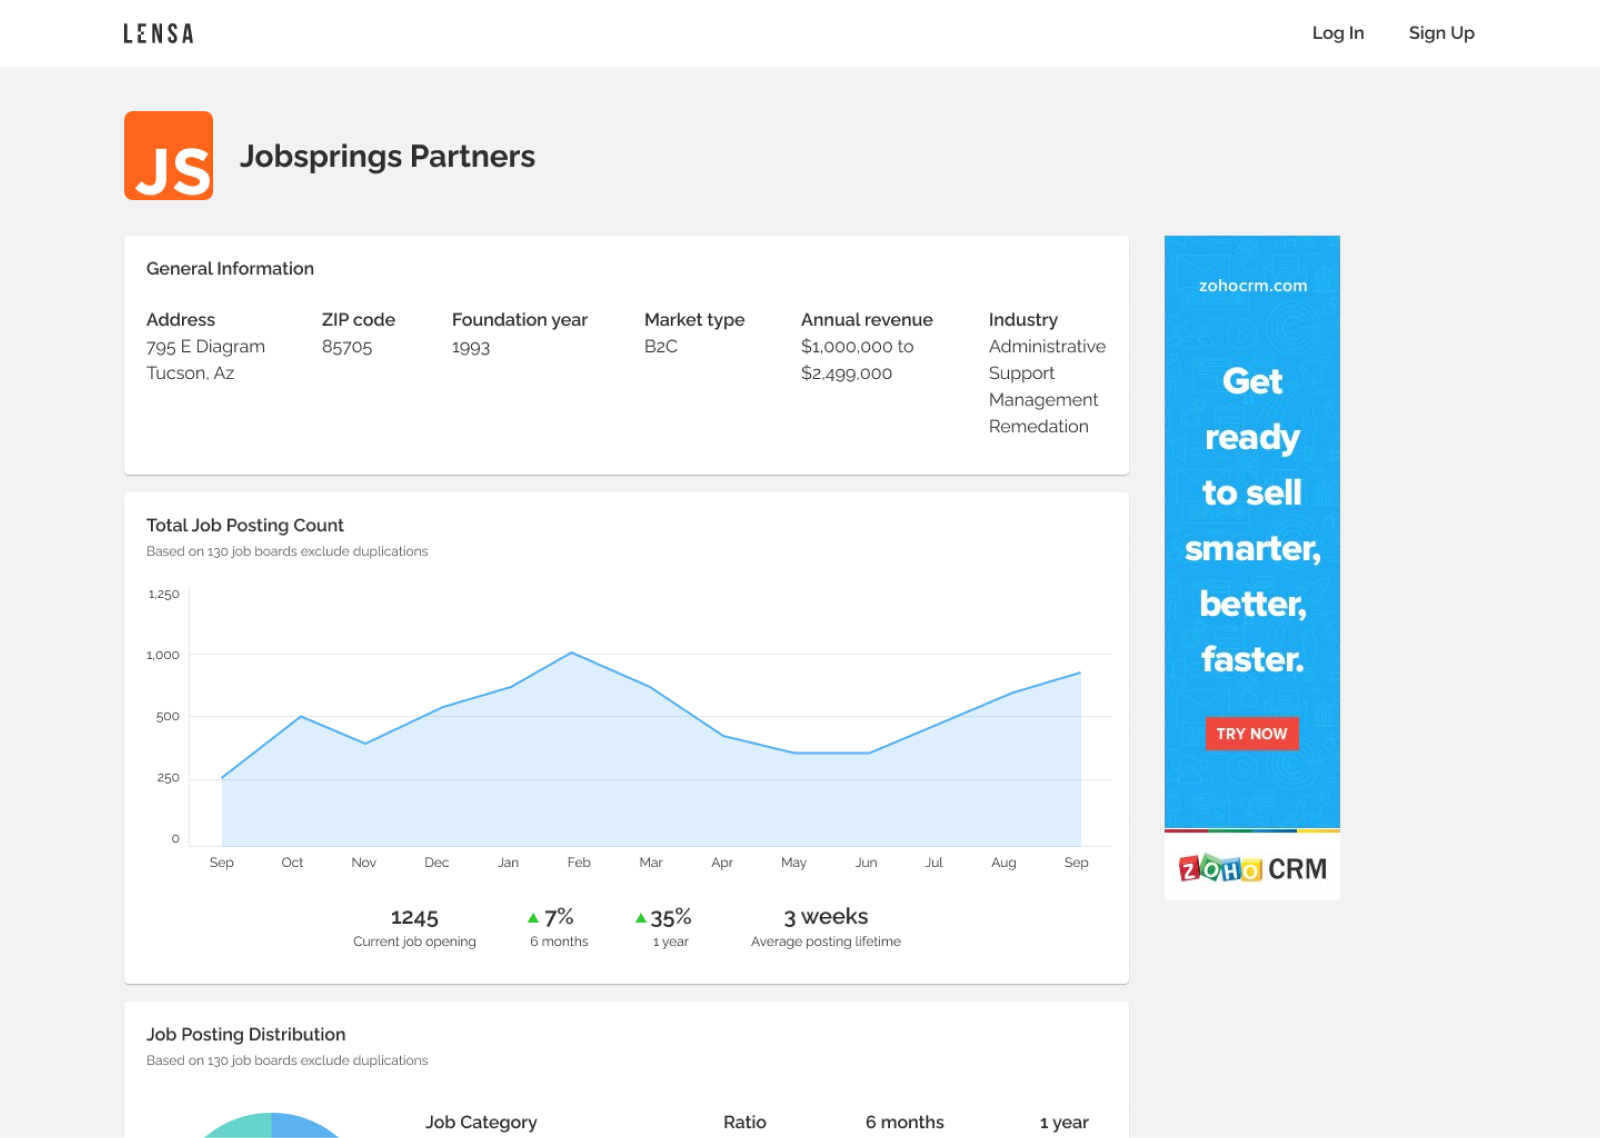 LENSA
Log In
Sign Up
JS
Jobsprings Partners
General Information
Address
795 E Diagram
Tucson, Az
ZIP code
85705
Foundation year
1993
Market type
B2C
Annual revenue
$1,000,000 to
$2,499,000
Industry
Administrative
Support
Management
Remedation
zohocrm.com
Get
ready
to sell
smarter,
better,
faster.
TRY NOW
ZOHO CRM
Total Job Posting Count
Based on 130 job boards exclude duplications
1,250
1,000
500
250
0
Sep Oct Nov Dec Jan Feb Mar Apr May Jun Jul Aug Sep
1245
Current job opening
7%
6 months
35%
1 year
3 weeks
Average posting lifetime
Job Posting Distribution
Based on 130 job boards exclude duplications
Job Category Ratio 6 months 1 year